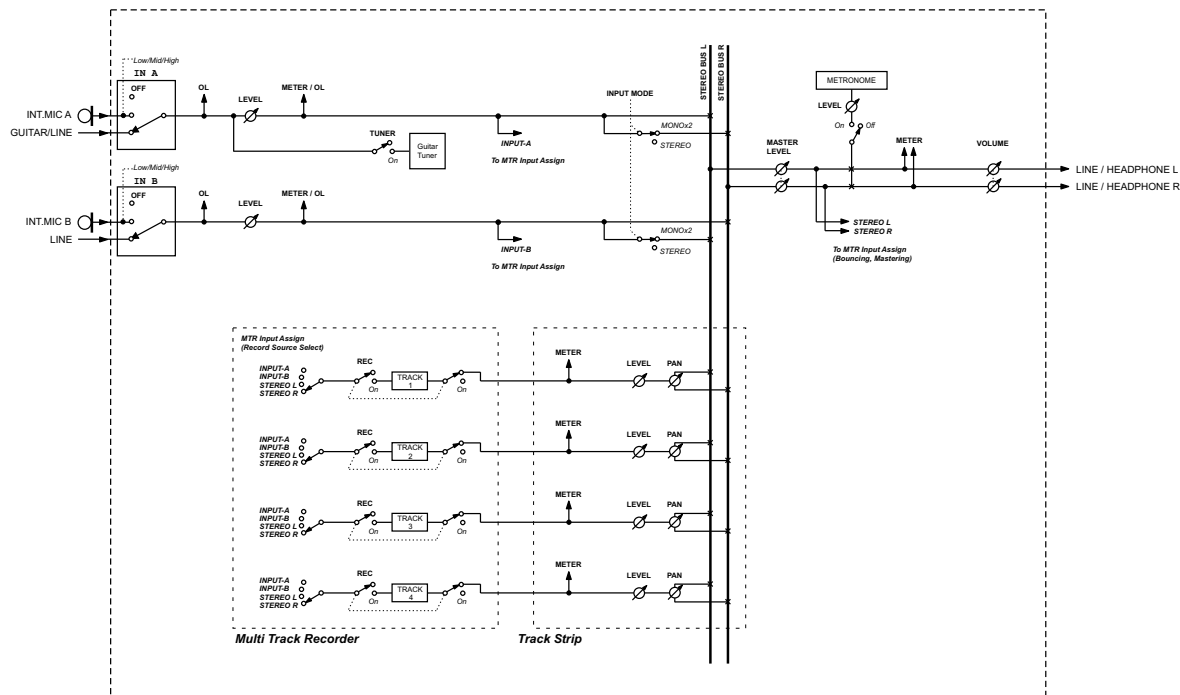 Low/Mid/High
IN A
OFF
INT.MIC A
GUITAR/LINE
OL
LEVEL
METER / OL
TUNER
On
Guitar
Tuner
INPUT-A
To MTR Input Assign
INPUT MODE
MONOx2
STEREO
STEREO BUS L
STEREO BUS R
METRONOME
LEVEL
On
Off
MASTER
LEVEL
METER
VOLUME
LINE / HEADPHONE L
LINE / HEADPHONE R
STEREO L
STEREO R
To MTR Input Assign
(Bouncing, Mastering)
Low/Mid/High
IN B
OFF
INT.MIC B
LINE
OL
LEVEL
METER / OL
INPUT-B
To MTR Input Assign
MONOx2
STEREO
MTR Input Assign
(Record Source Select)
INPUT-A
INPUT-B
STEREO L
STEREO R
REC
On
TRACK
1
On
METER
LEVEL
PAN
INPUT-A
INPUT-B
STEREO L
STEREO R
REC
On
TRACK
2
On
METER
LEVEL
PAN
INPUT-A
INPUT-B
STEREO L
STEREO R
REC
On
TRACK
3
On
METER
LEVEL
PAN
INPUT-A
INPUT-B
STEREO L
STEREO R
REC
On
TRACK
4
On
METER
LEVEL
PAN
Multi Track Recorder
Track Strip